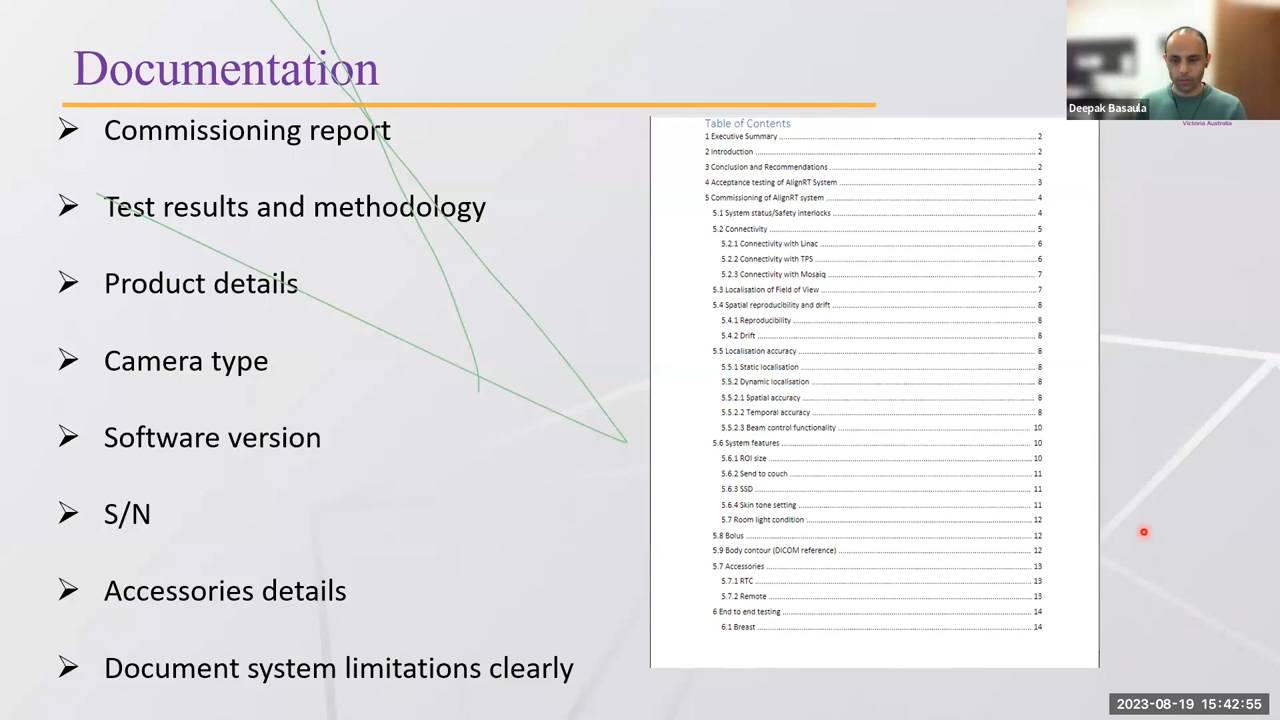 Documentation
Commissioning report
Test results and methodology
Product details
Camera type
Software version
S/N
Accessories details
Document system limitations clearly
Table of Contents
1 Executive Summary 2
2 Introduction 2
3 Conclusion and Recommendations 2
4 Acceptance testing of AlignRT System 3
5 Commissioning of AlignRT system 4
5.1 System status/Safety interlocks 4
5.2 Connectivity 5
5.2.1 Connectivity with Linac 6
5.2.2 Connectivity with TPS 6
5.2.3 Connectivity with Mosaiq 7
5.3 Localisation of Field of View 7
5.4 Spatial reproducibility and drift 8
5.4.1 Reproducibility 8
5.4.2 Drift 8
5.5 Localisation accuracy 8
5.5.1 Static localisation 8
5.5.2 Dynamic localisation 8
5.5.2.1 Spatial accuracy 8
5.5.2.2 Temporal accuracy 8
5.5.2.3 Beam control functionality 10
5.6 System features 10
5.6.1 ROI size 10
5.6.2 Send to couch 11
5.6.3 SSD 11
5.6.4 Skin tone setting 11
5.7 Room light condition 12
5.8 Bolus 12
5.9 Body contour (DICOM reference) 12
5.7 Accessories 13
5.7.1 RTC 13
5.7.2 Remote 13
6 End to end testing 14
6.1 Breast 14
Deepak Basaula
Victoria Australia
2023-08-19 15:42:55